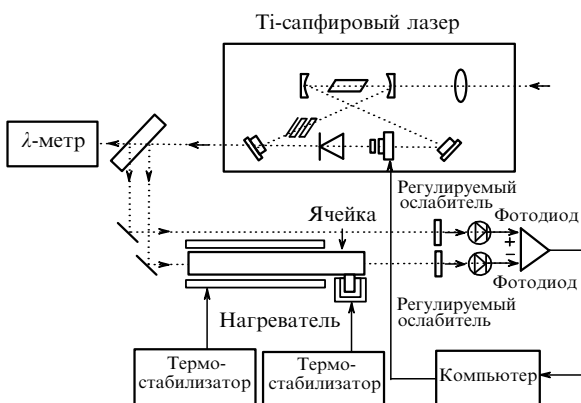 Ti-сапфировый лазер
λ-метр
Регулируемый
ослабитель
Фотодиод
Ячейка
+
−
Фотодиод
Нагреватель
Регулируемый
ослабитель
Термо-
стабилизатор
Термо-
стабилизатор
Компьютер